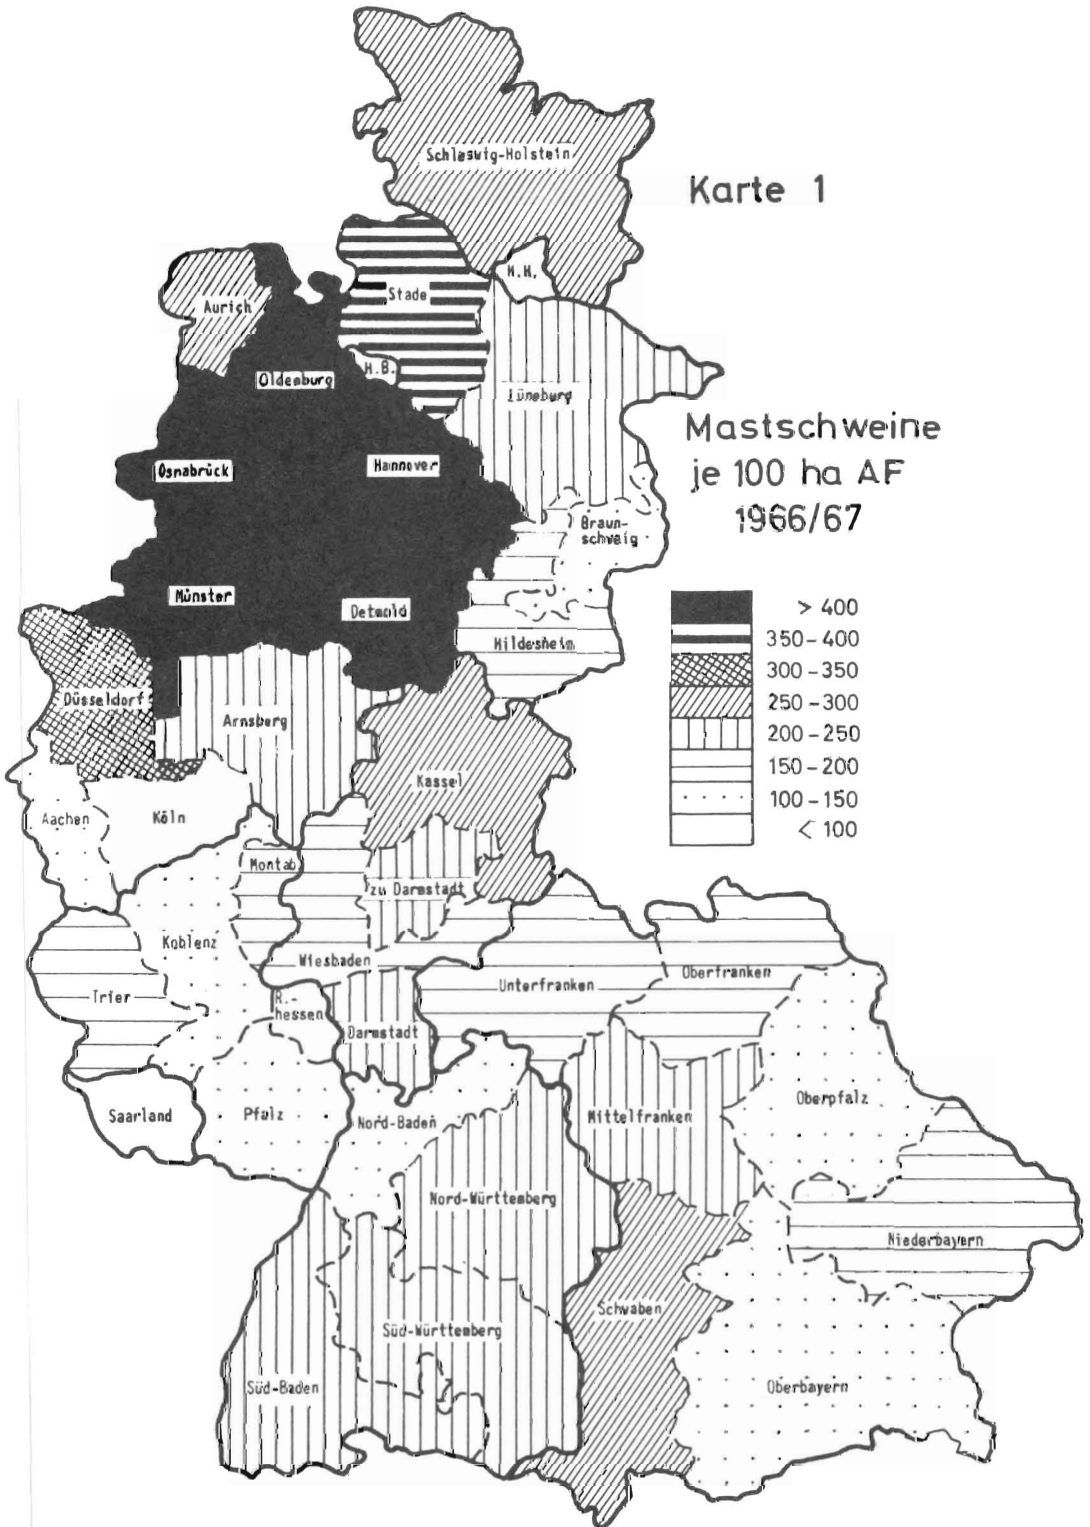 Schleswig-Holstein
Karte 1
H.H.
Stade
Aurich
H.B.
Oldenburg
Lüneburg
Mastschweine
je 100 ha AF
1966/67
Osnabrück
Hannover
Braun-
schweig
Münster
Detmold
Hildesheim
> 400
350-400
300-350
250-300
200-250
150-200
100-150
< 100
Düsseldorf
Arnsberg
Kassel
Aachen
Köln
Montab
zu Darmstadt
Koblenz
Wiesbaden
Unterfranken
Oberfranken
Trier
R.-
hessen
Darmstadt
Saarland
Pfalz
Nord-Baden
Mittelfranken
Oberpfalz
Nord-Württemberg
Niederbayern
Schwaben
Süd-Württemberg
Süd-Baden
Oberbayern